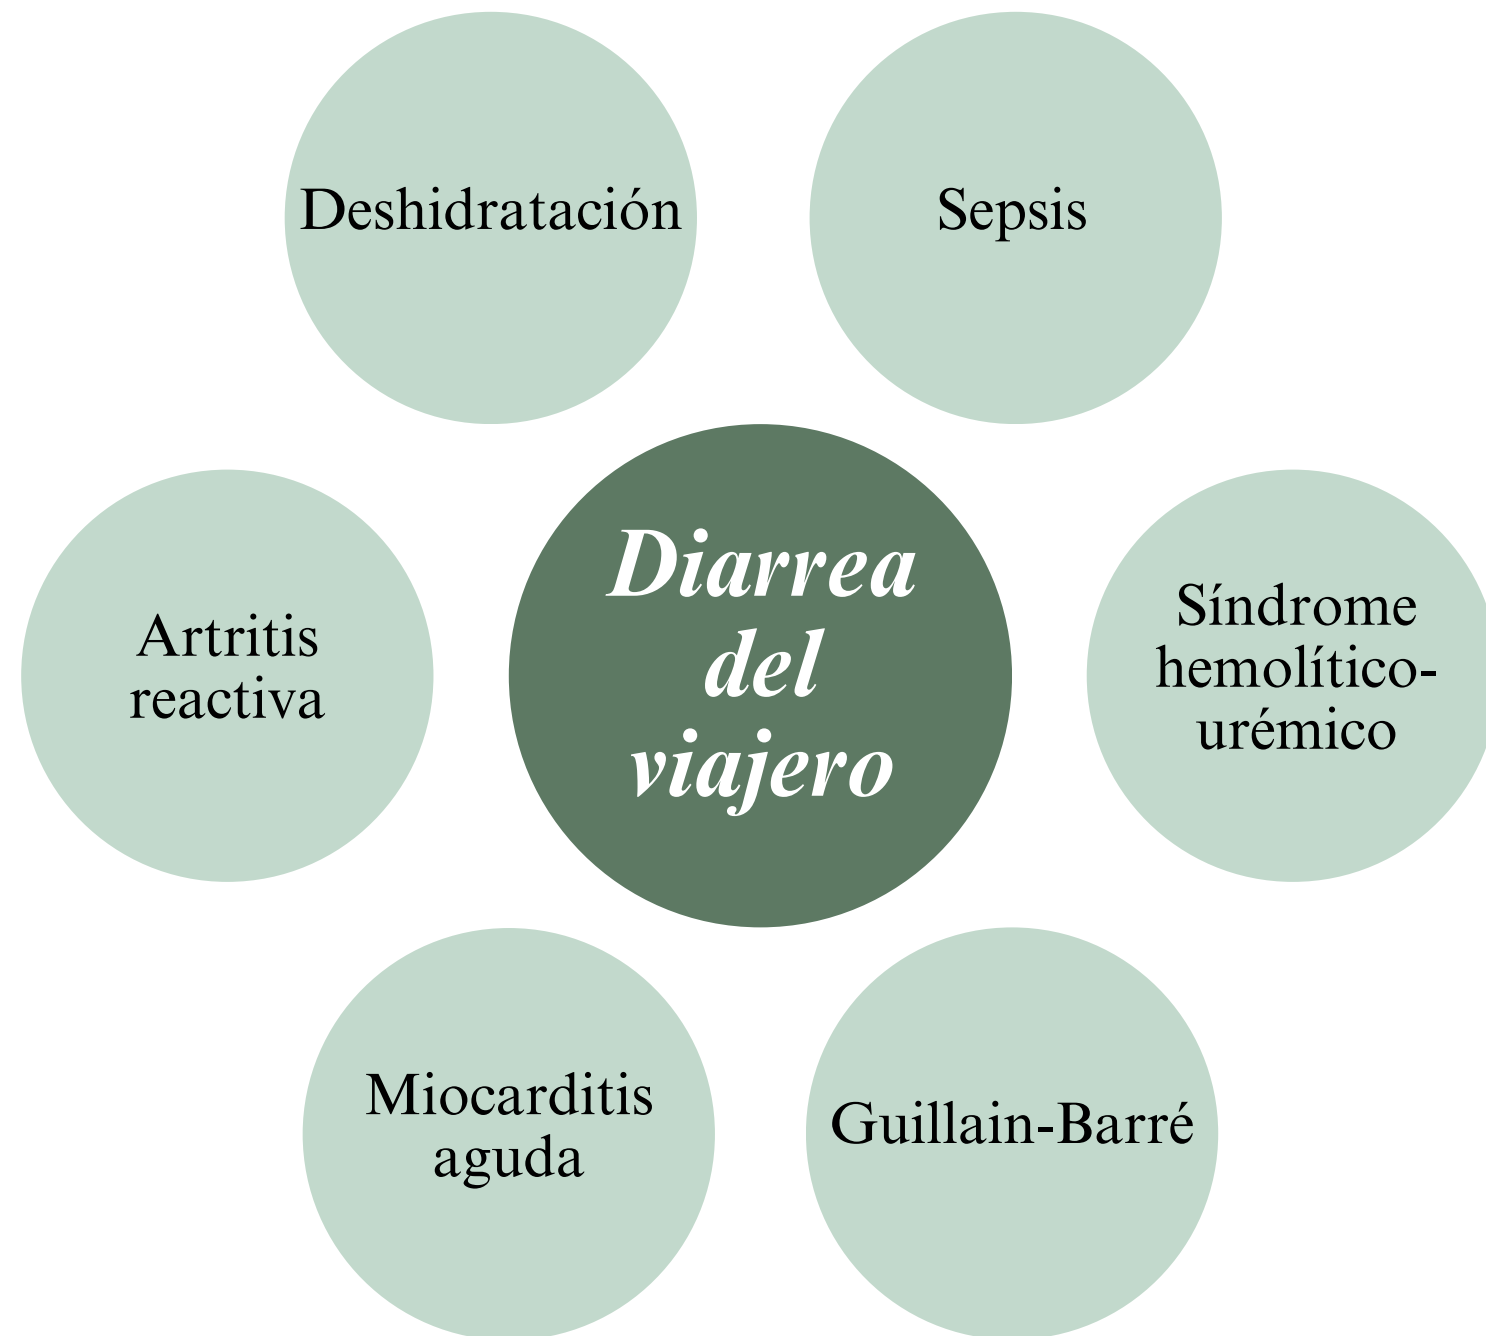 Deshidratación
Sepsis
Diarrea
del
viajero
Artritis
reactiva
Síndrome
hemolítico-
urémico
Miocarditis
aguda
Guillain-Barré